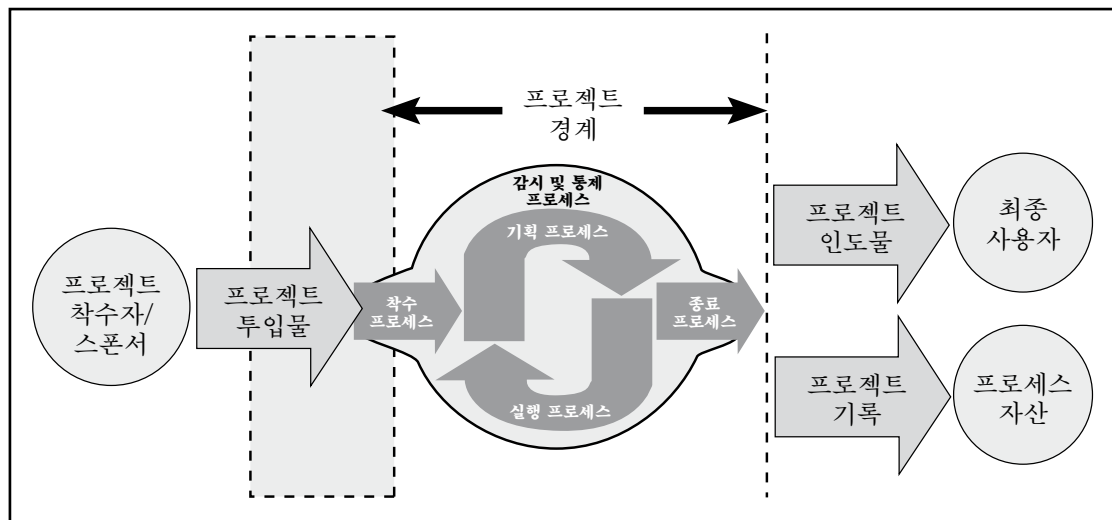 프로젝트
경계
감시 및 통제
프로세스
기획 프로세스
프로젝트
착수자/
스폰서
프로젝트
투입물
착수
프로세스
종료
프로세스
실행 프로세스
프로젝트
인도물
최종
사용자
프로젝트
기록
프로세스
자산